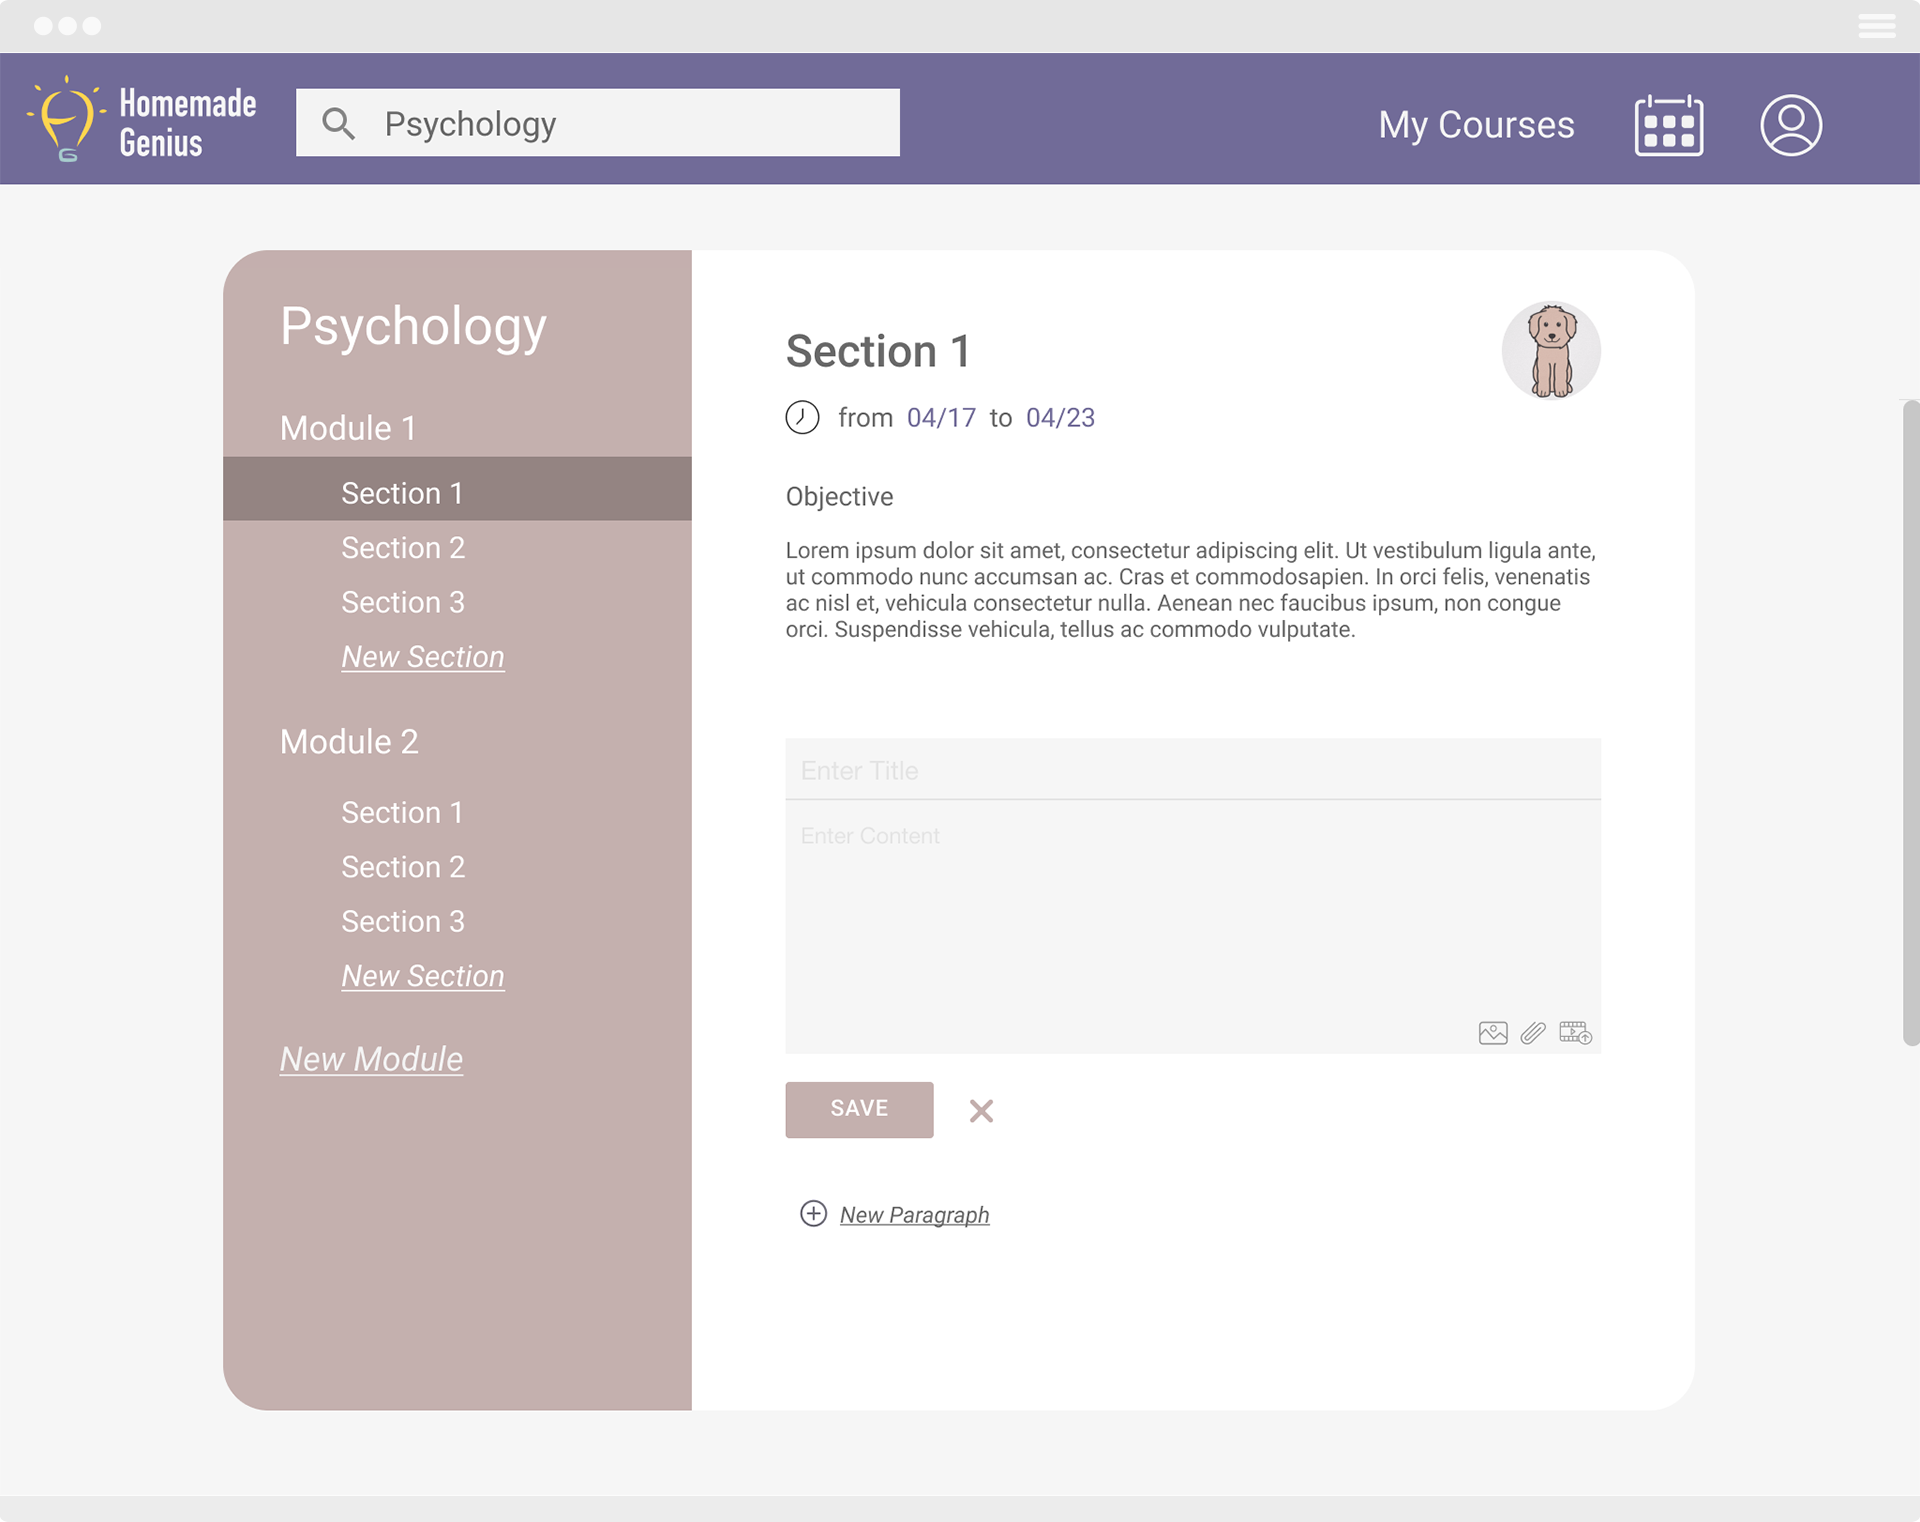 Homemade
Genius
Psychology
My Courses
Psychology
Module 1
Section 1
Section 2
Section 3
New Section
Module 2
Section 1
Section 2
Section 3
New Section
New Module
Section 1
from 04/17 to 04/23
Objective
Lorem ipsum dolor sit amet, consectetur adipiscing elit. Ut vestibulum ligula ante,
ut commodo nunc accumsan ac. Cras et commodosapien. In orci felis, venenatis
ac nisl et, vehicula consectetur nulla. Aenean nec faucibus ipsum, non congue
orci. Suspendisse vehicula, tellus ac commodo vulputate.
Enter Title
Enter Content
SAVE
New Paragraph